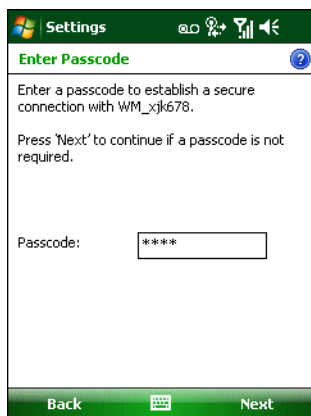 Settings
Enter Passcode
Enter a passcode to establish a secure
connection with WM_xjk678.
Press 'Next' to continue if a passcode is not
required.
Passcode: ****
Back Next